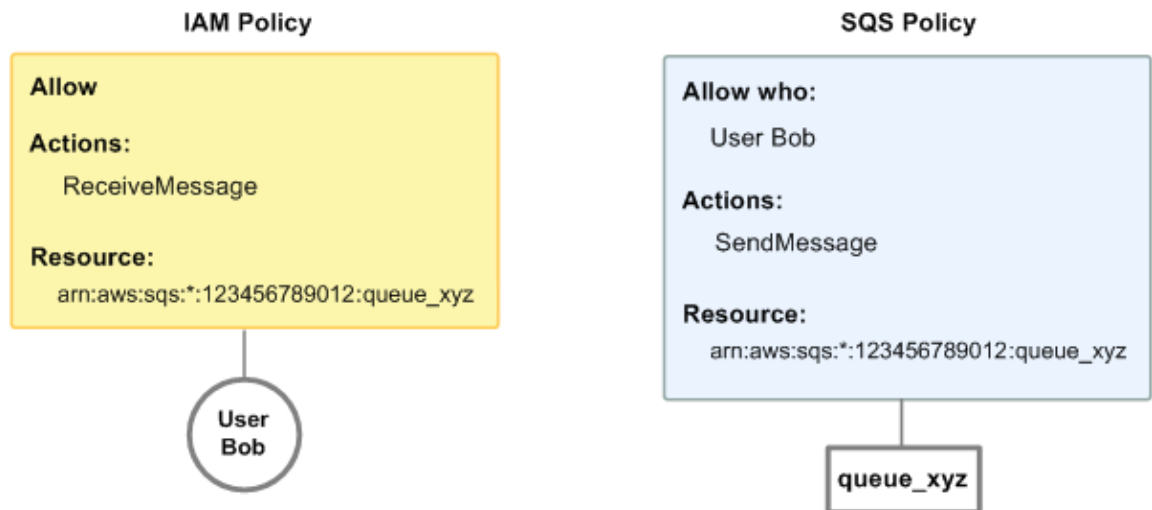 IAM Policy
Allow
Actions:
ReceiveMessage
Resource:
arn:aws:sqs:*:123456789012:queue_xyz
User
Bob
SQS Policy
Allow who:
User Bob
Actions:
SendMessage
Resource:
arn:aws:sqs:*:123456789012:queue_xyz
queue_xyz